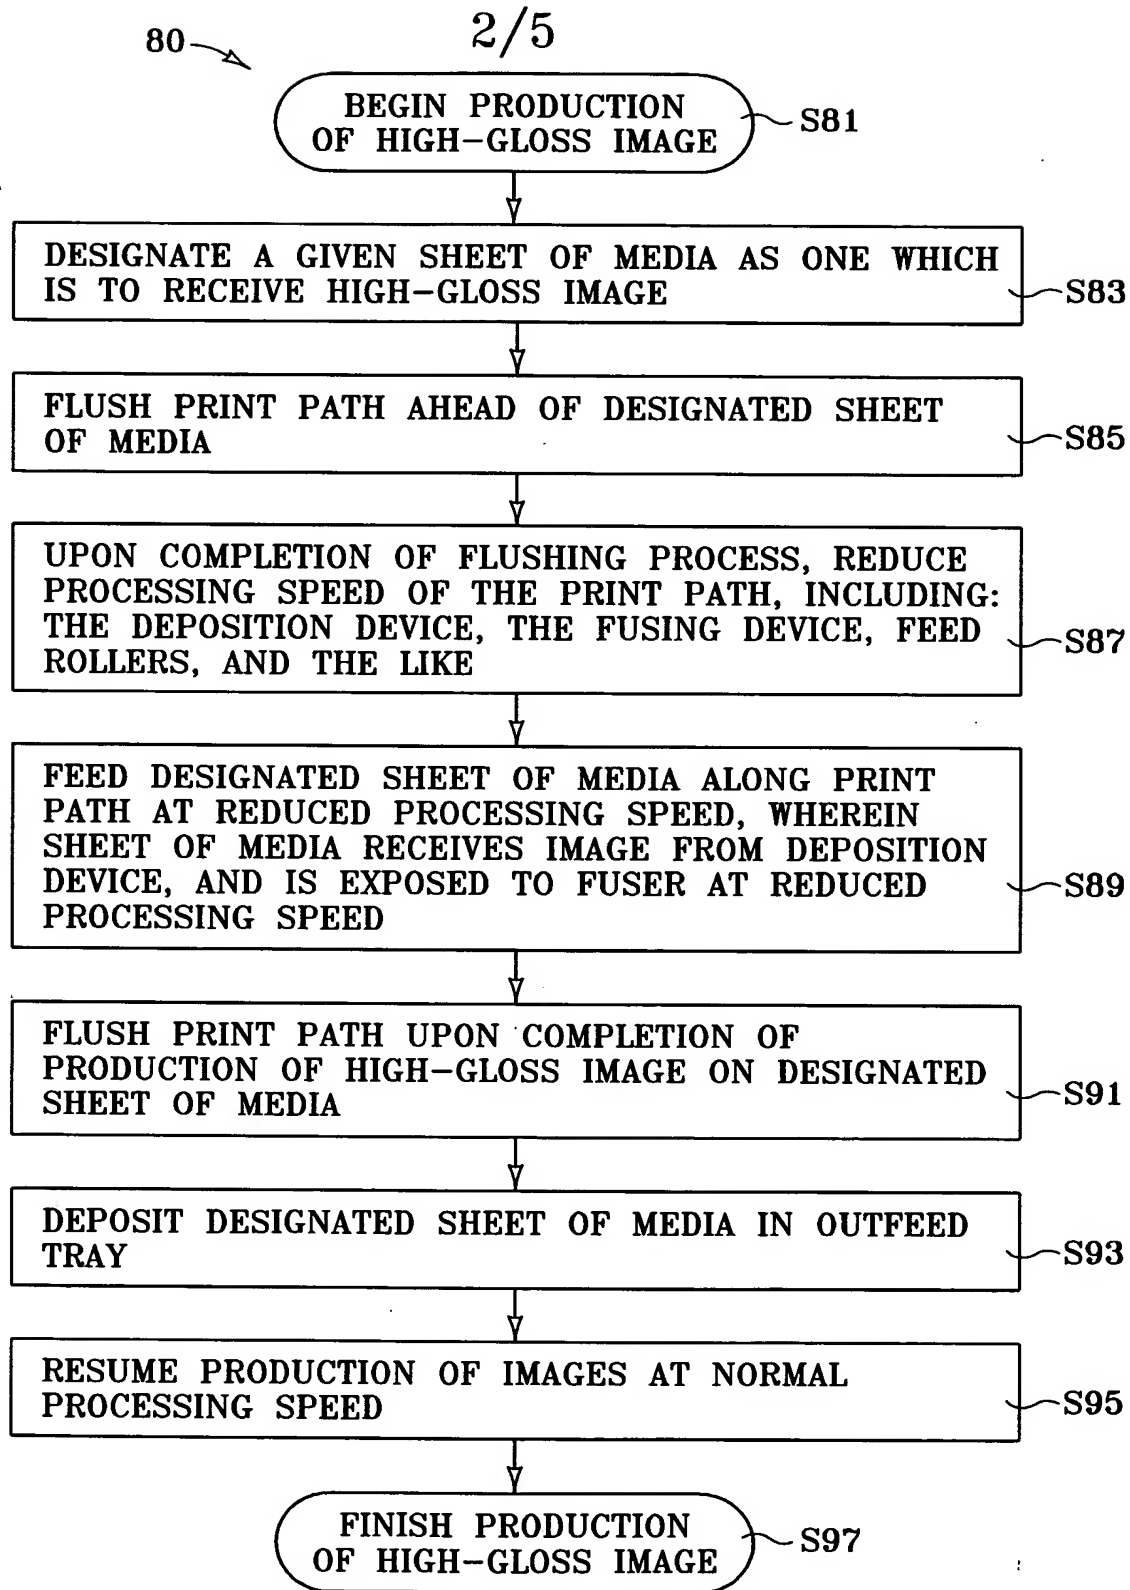 2/5
80
BEGIN PRODUCTION
OF HIGH-GLOSS IMAGE
S81
DESIGNATE A GIVEN SHEET OF MEDIA AS ONE WHICH
IS TO RECEIVE HIGH-GLOSS IMAGE
S83
FLUSH PRINT PATH AHEAD OF DESIGNATED SHEET
OF MEDIA
S85
UPON COMPLETION OF FLUSHING PROCESS, REDUCE
PROCESSING SPEED OF THE PRINT PATH, INCLUDING:
THE DEPOSITION DEVICE, THE FUSING DEVICE, FEED
ROLLERS, AND THE LIKE
S87
FEED DESIGNATED SHEET OF MEDIA ALONG PRINT
PATH AT REDUCED PROCESSING SPEED, WHEREIN
SHEET OF MEDIA RECEIVES IMAGE FROM DEPOSITION
DEVICE, AND IS EXPOSED TO FUSER AT REDUCED
PROCESSING SPEED
S89
FLUSH PRINT PATH UPON COMPLETION OF
PRODUCTION OF HIGH-GLOSS IMAGE ON DESIGNATED
SHEET OF MEDIA
S91
DEPOSIT DESIGNATED SHEET OF MEDIA IN OUTFEED
TRAY
S93
RESUME PRODUCTION OF IMAGES AT NORMAL
PROCESSING SPEED
S95
FINISH PRODUCTION
OF HIGH-GLOSS IMAGE
S97